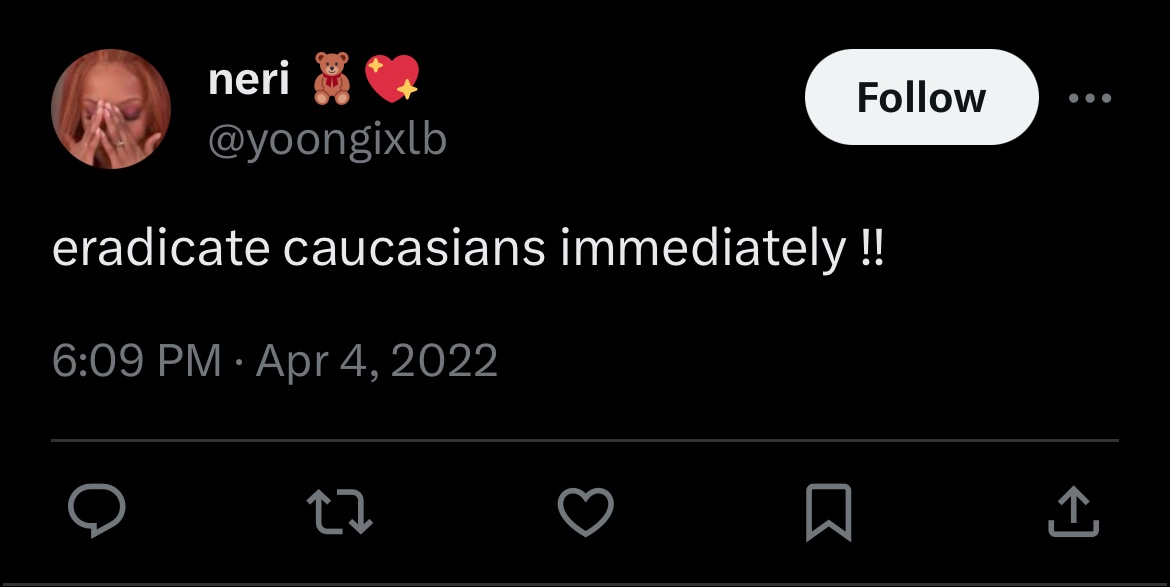 neri 🧸💖
Follow
@yoongixlb
eradicate caucasians immediately !!
6:09 PM · Apr 4, 2022